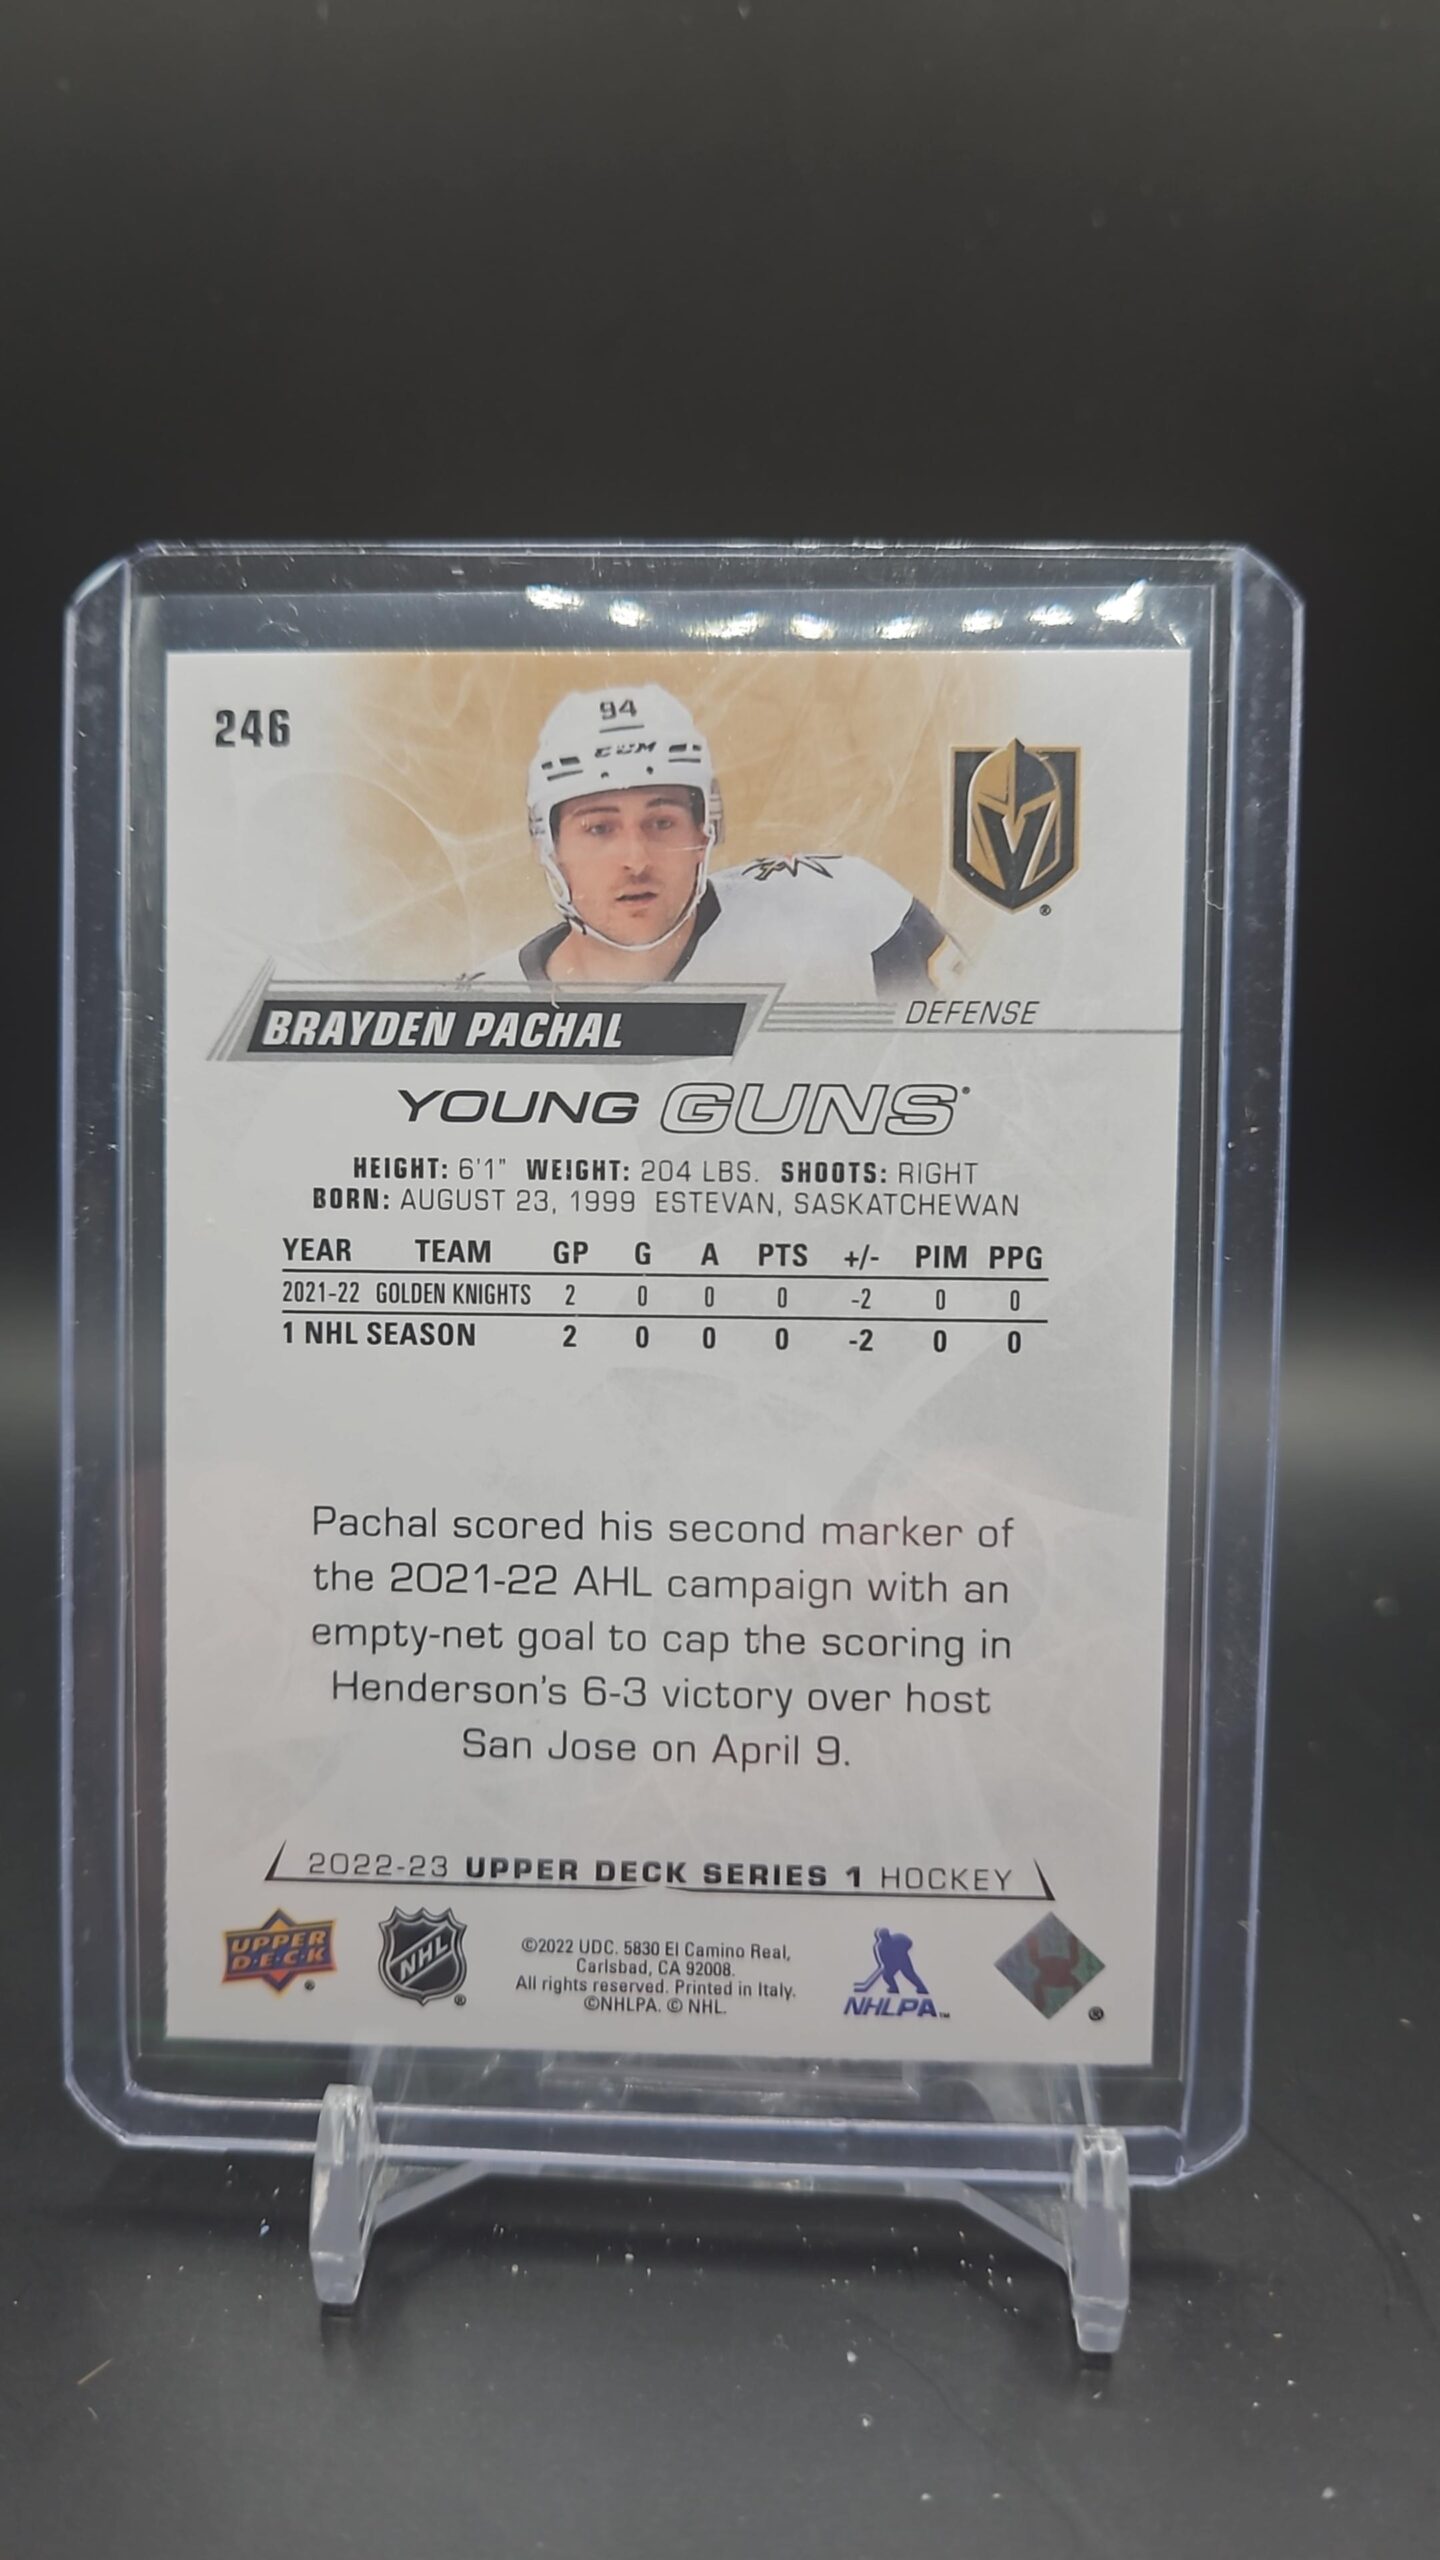 246
94
CCM
BRAYDEN PACHAL
DEFENSE
YOUNG GUNS®
HEIGHT: 6'1" WEIGHT: 204 LBS. SHOOTS: RIGHT
BORN: AUGUST 23, 1999 ESTEVAN, SASKATCHEWAN
YEAR TEAM GP G A PTS +/- PIM PPG
2021-22 GOLDEN KNIGHTS 2 0 0 0 -2 0 0
1 NHL SEASON 2 0 0 0 -2 0 0
Pachal scored his second marker of
the 2021-22 AHL campaign with an
empty-net goal to cap the scoring in
Henderson's 6-3 victory over host
San Jose on April 9.
2022-23 UPPER DECK SERIES 1 HOCKEY
UPPER
D·E·C·K
®
NHL
®
©2022 UDC. 5830 El Camino Real,
Carlsbad, CA 92008.
All rights reserved. Printed in Italy.
©NHLPA. © NHL.
NHLPA™
®